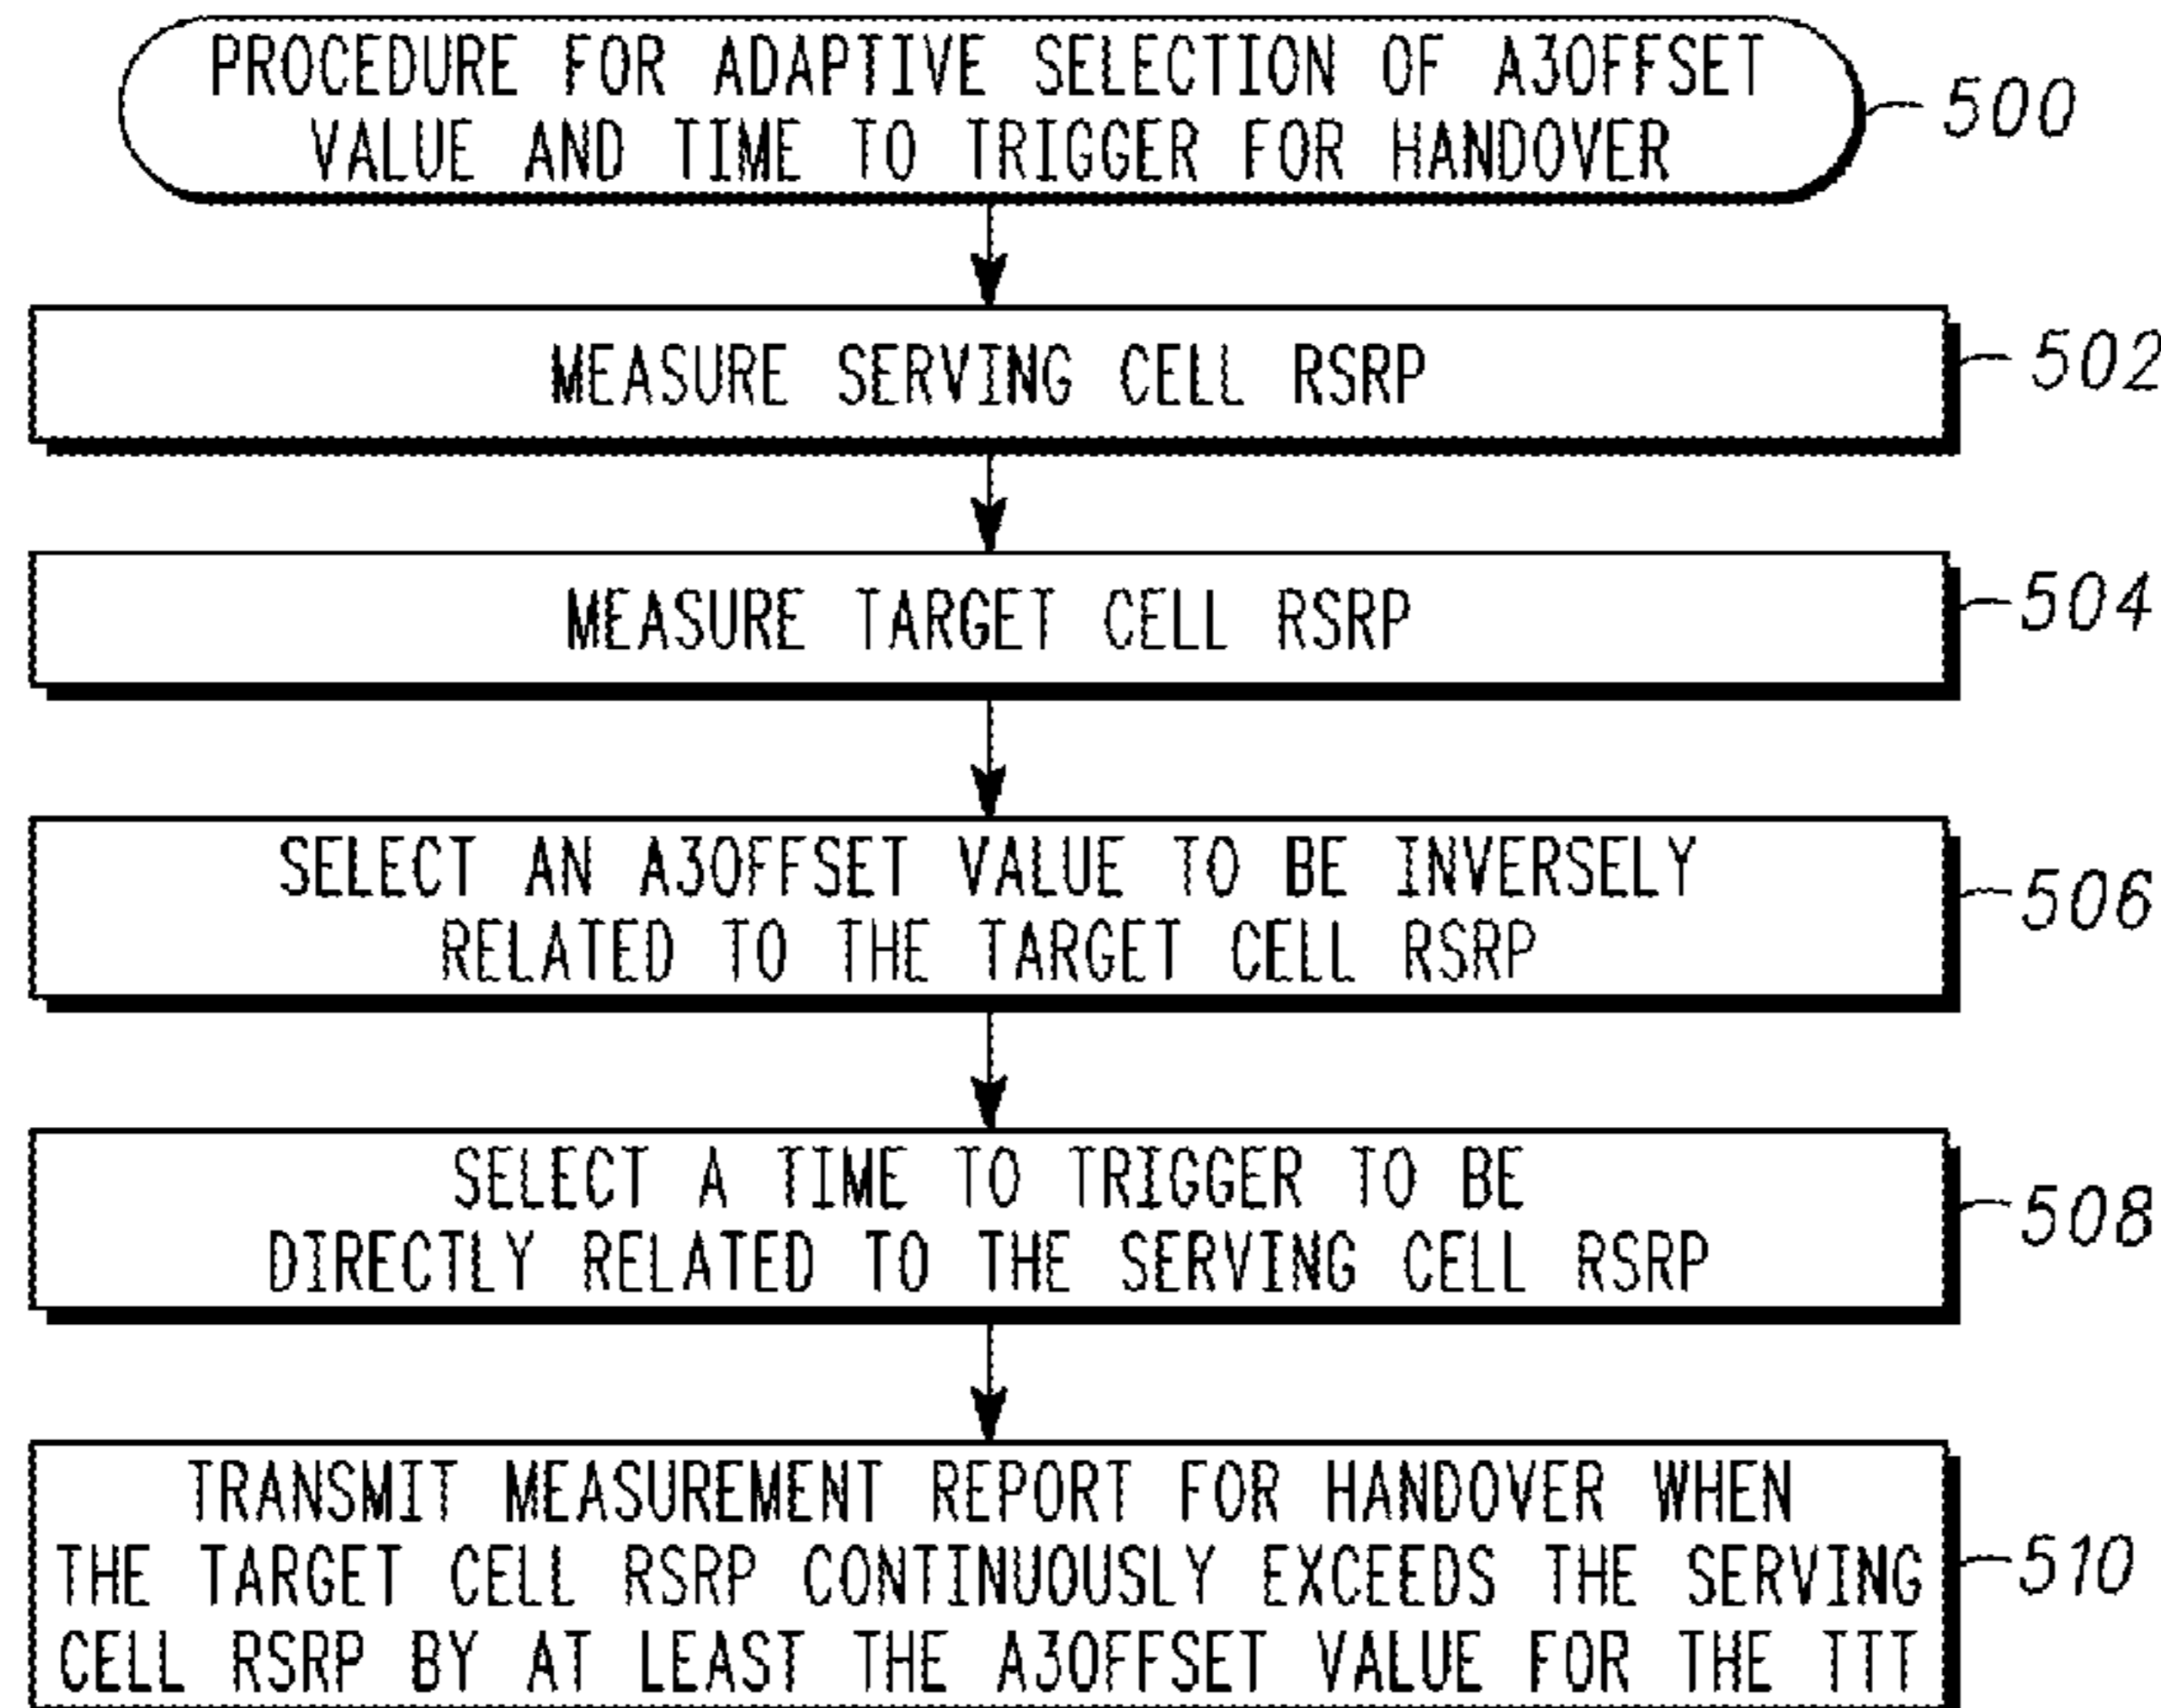 PROCEDURE FOR ADAPTIVE SELECTION OF A3OFFSET
VALUE AND TIME TO TRIGGER FOR HANDOVER
500
MEASURE SERVING CELL RSRP
502
MEASURE TARGET CELL RSRP
504
SELECT AN A3OFFSET VALUE TO BE INVERSELY
RELATED TO THE TARGET CELL RSRP
506
SELECT A TIME TO TRIGGER TO BE
DIRECTLY RELATED TO THE SERVING CELL RSRP
508
TRANSMIT MEASUREMENT REPORT FOR HANDOVER WHEN
THE TARGET CELL RSRP CONTINUOUSLY EXCEEDS THE SERVING
CELL RSRP BY AT LEAST THE A3OFFSET VALUE FOR THE TTT
510